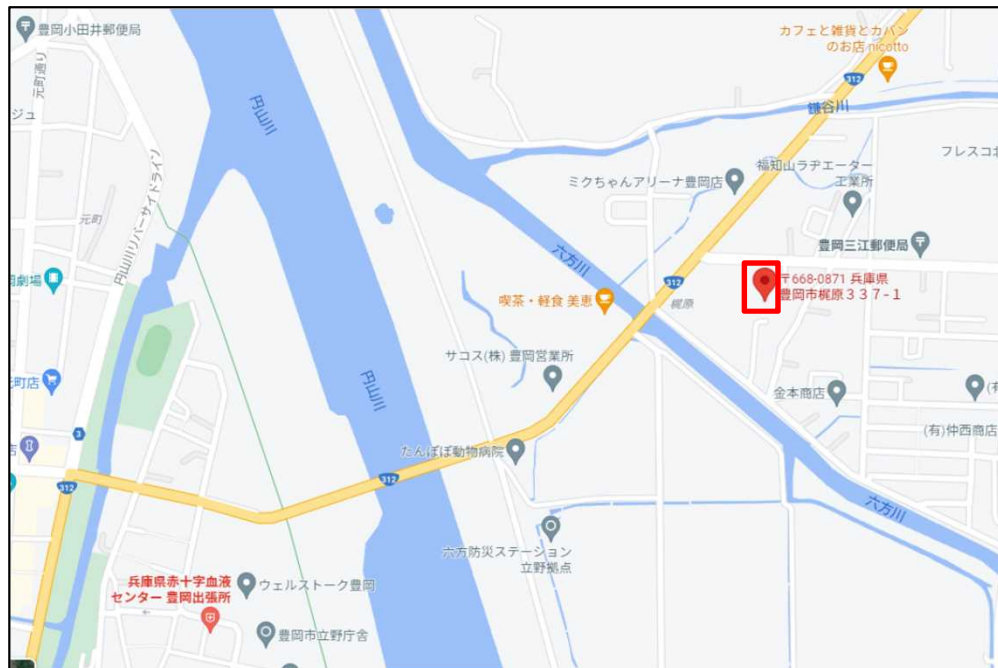 豊岡小田井郵便局
元町通り
ジュ
円山川
円山川リバーサイドライン
元町
岡劇場
円山川
元町店
店
3
312
312
兵庫県赤十字血液
センター 豊岡出張所
ウェルストーク豊岡
豊岡市立野庁舎
カフェと雑貨とカバン
のお店 nicotto
312
鎌谷川
フレスコお
福知山ラヂエーター
工業所
ミクちゃんアリーナ豊岡店
豊岡三江郵便局
六方川
312
〒668-0871 兵庫県
豊岡市梶原337-1
喫茶・軽食 美恵
梶原
サコス(株) 豊岡営業所
金本商店
(有
(有)仲西商店
たんぽぽ動物病院
六方川
六方防災ステーション
立野拠点